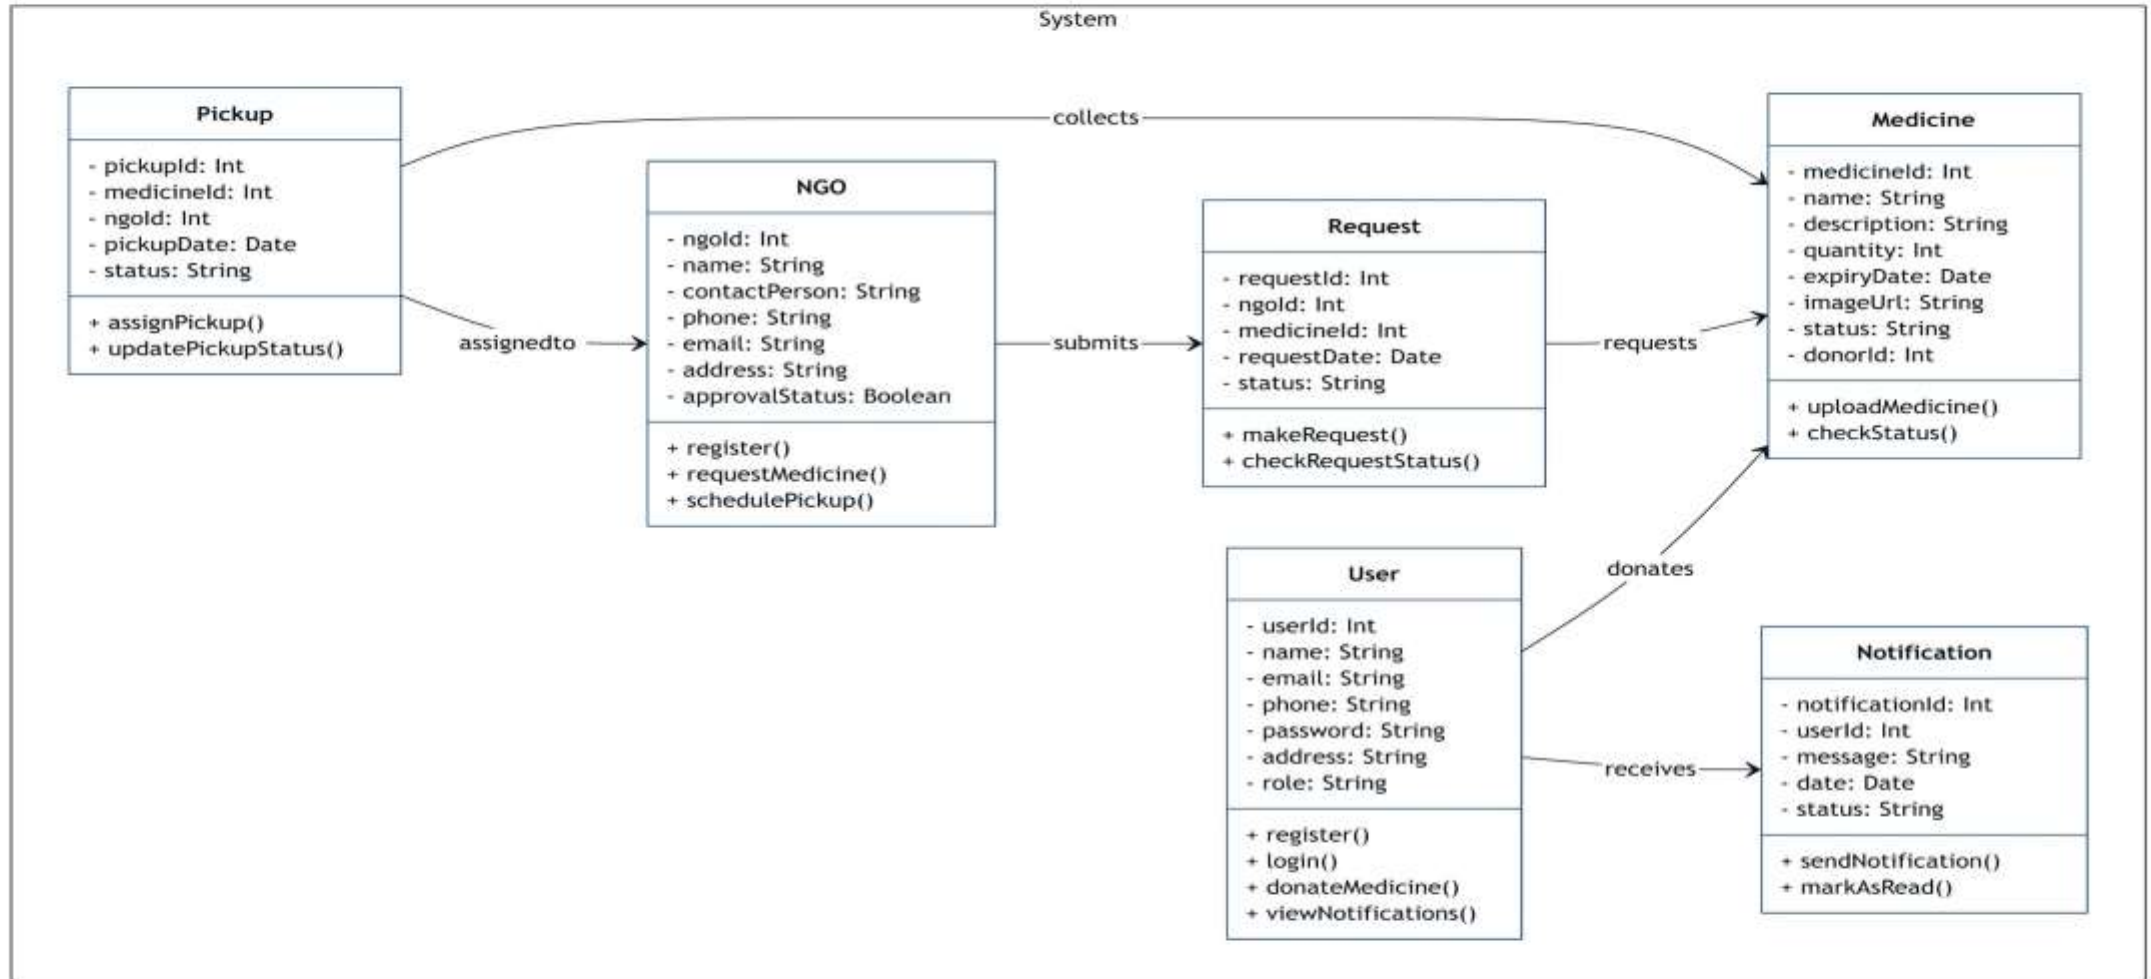 System
Pickup
- pickupId: Int
- medicineId: Int
- ngoId: Int
- pickupDate: Date
- status: String
+ assignPickup()
+ updatePickupStatus()
collects
assignedto
NGO
- ngoId: Int
- name: String
- contactPerson: String
- phone: String
- email: String
- address: String
- approvalStatus: Boolean
+ register()
+ requestMedicine()
+ schedulePickup()
submits
Request
- requestId: Int
- ngoId: Int
- medicineId: Int
- requestDate: Date
- status: String
+ makeRequest()
+ checkRequestStatus()
requests
Medicine
- medicineId: Int
- name: String
- description: String
- quantity: Int
- expiryDate: Date
- imageUrl: String
- status: String
- donorId: Int
+ uploadMedicine()
+ checkStatus()
User
- userId: Int
- name: String
- email: String
- phone: String
- password: String
- address: String
- role: String
+ register()
+ login()
+ donateMedicine()
+ viewNotifications()
donates
receives
Notification
- notificationId: Int
- userId: Int
- message: String
- date: Date
- status: String
+ sendNotification()
+ markAsRead()